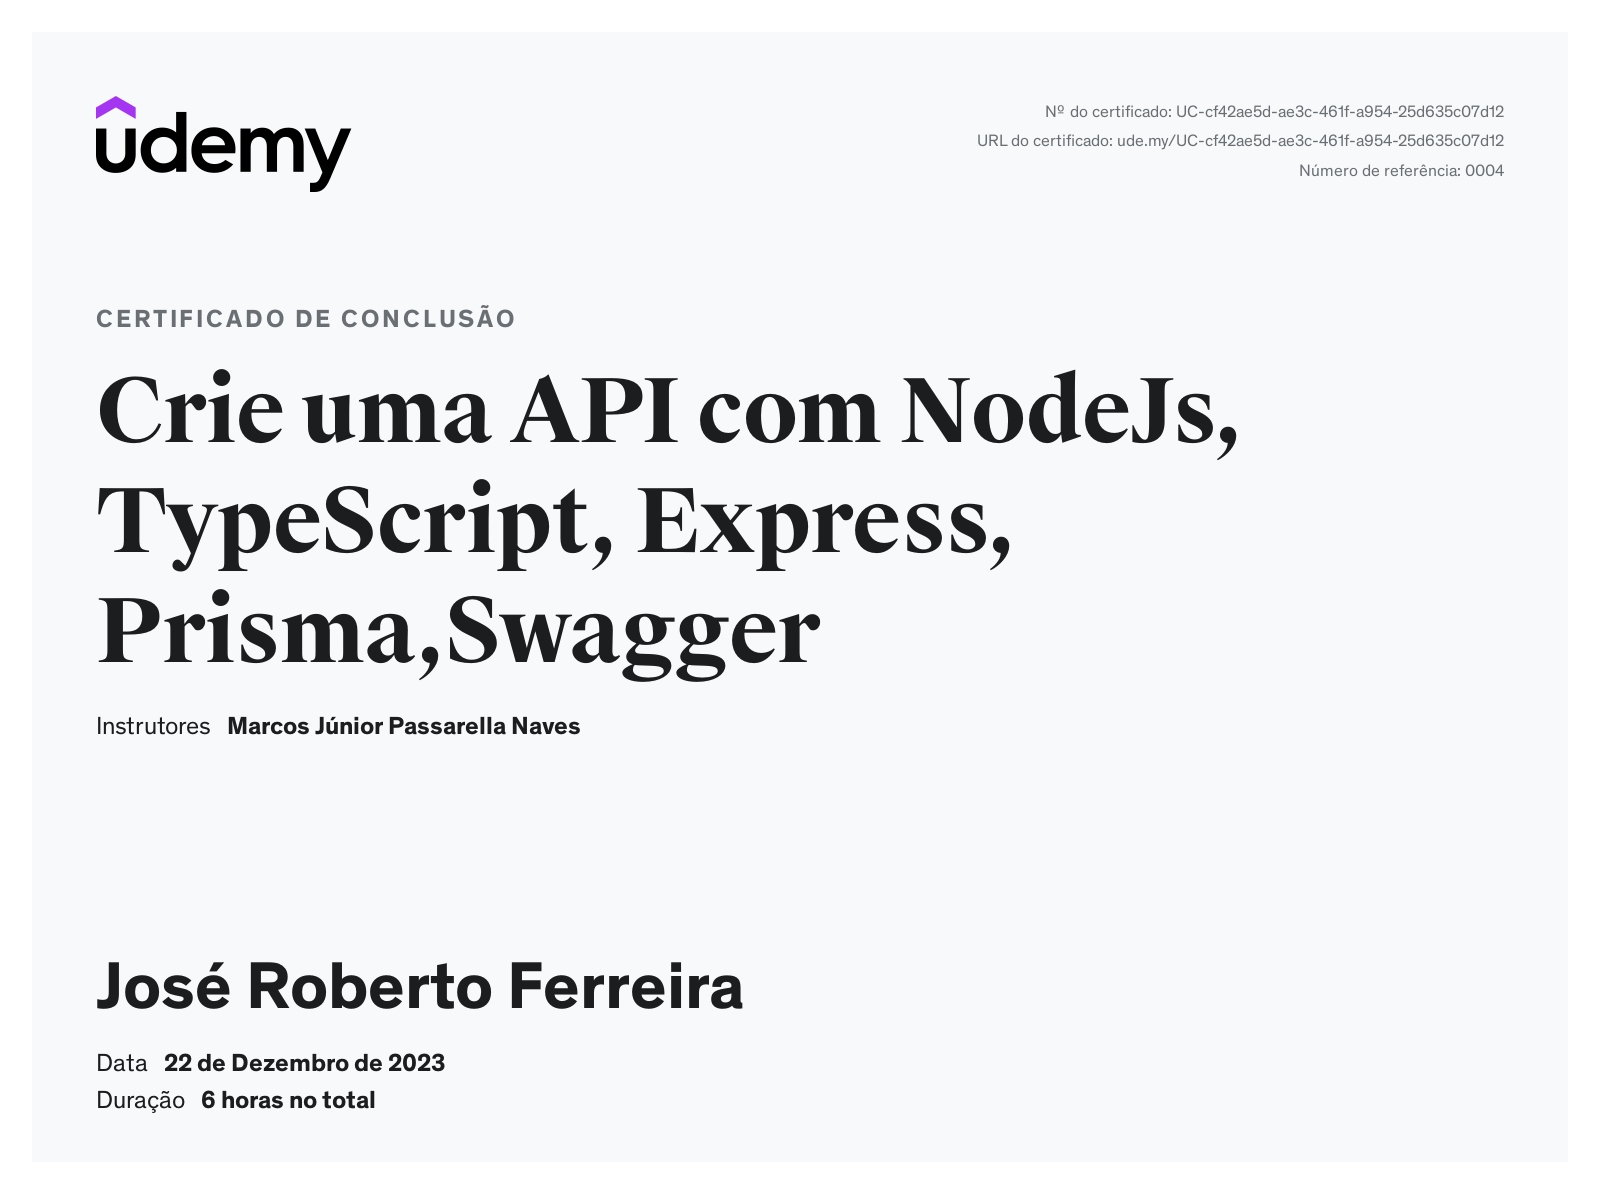 udemy
Nº do certificado: UC-cf42ae5d-ae3c-461f-a954-25d635c07d12
URL do certificado: ude.my/UC-cf42ae5d-ae3c-461f-a954-25d635c07d12
Número de referência: 0004
CERTIFICADO DE CONCLUSÃO
Crie uma API com NodeJs,
TypeScript, Express,
Prisma,Swagger
Instrutores Marcos Júnior Passarella Naves
José Roberto Ferreira
Data 22 de Dezembro de 2023
Duração 6 horas no total